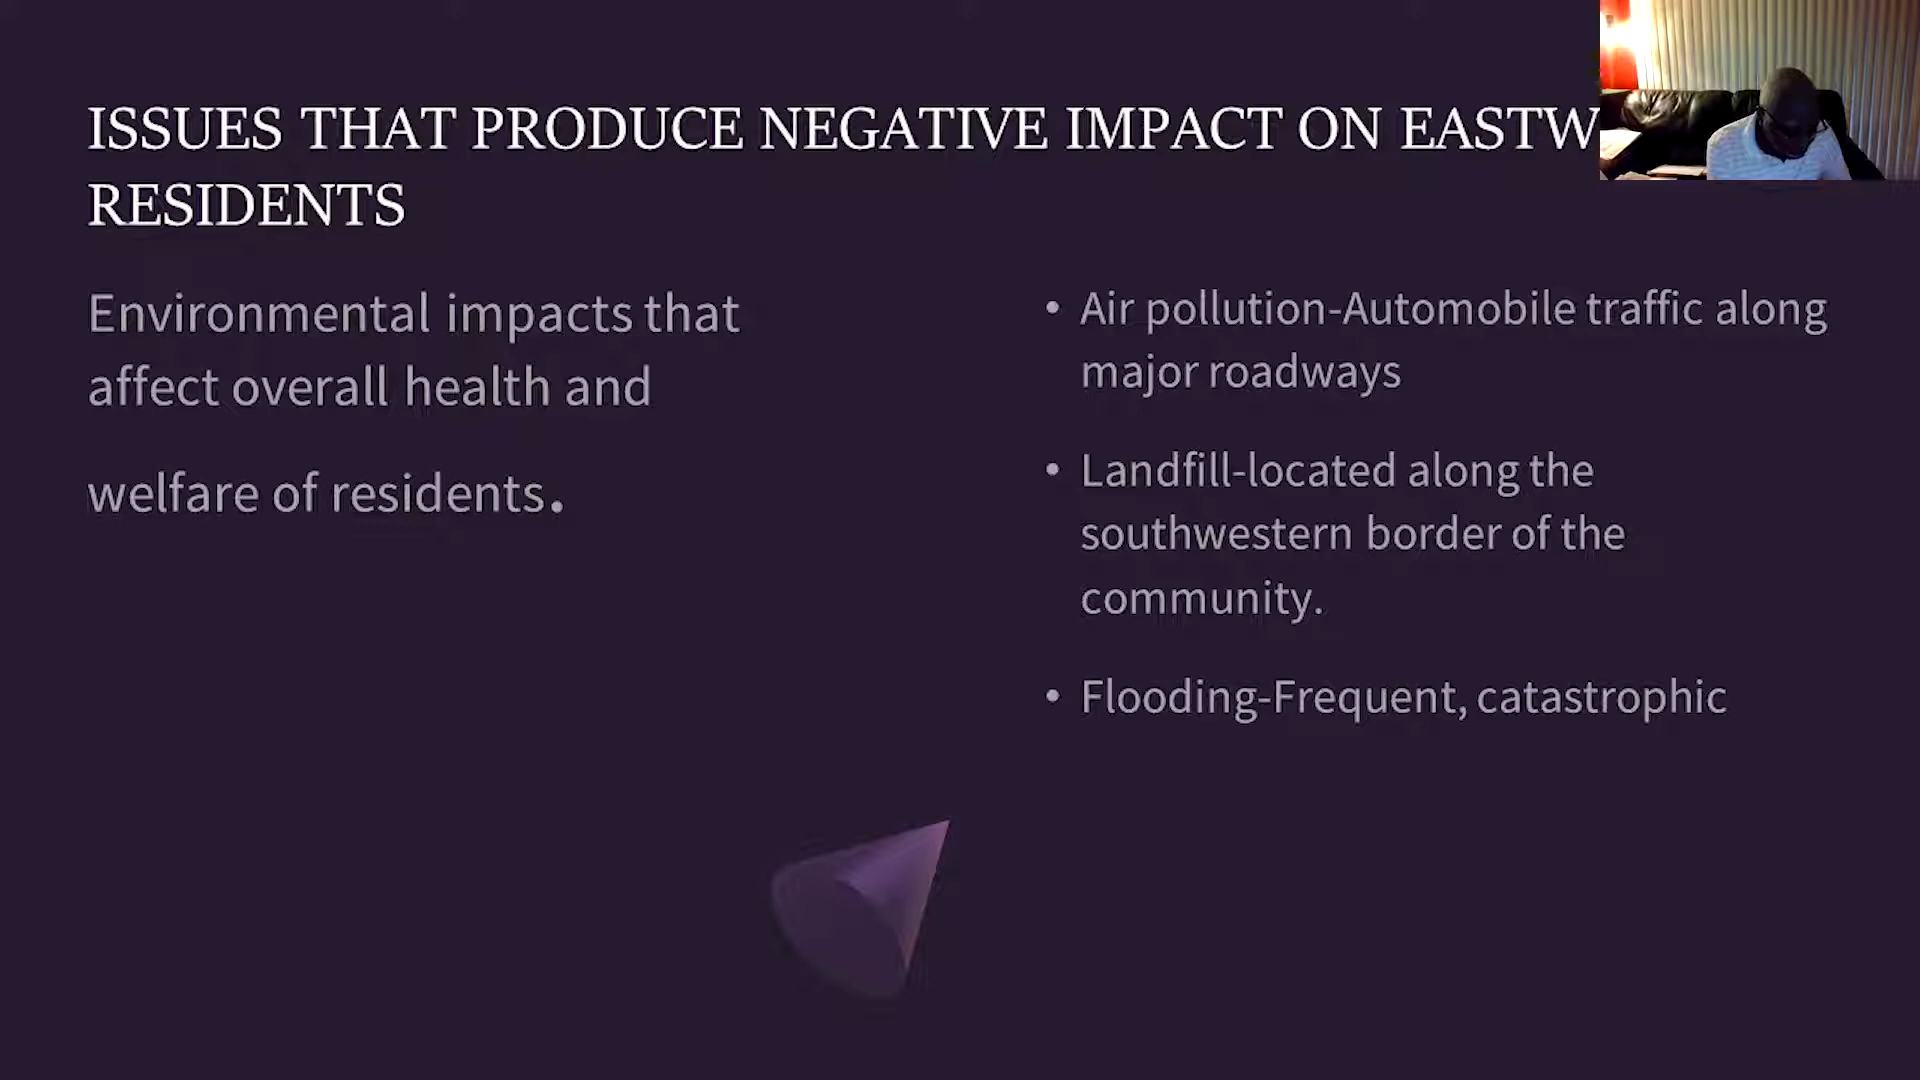 ISSUES THAT PRODUCE NEGATIVE IMPACT ON
RESIDENTS
Environmental impacts that
affect overall health and
welfare of residents.
• Air pollution-Automobile traffic along
major roadways
• Landfill-located along the
southwestern border of the
community.
• Flooding-Frequent, catastrophic